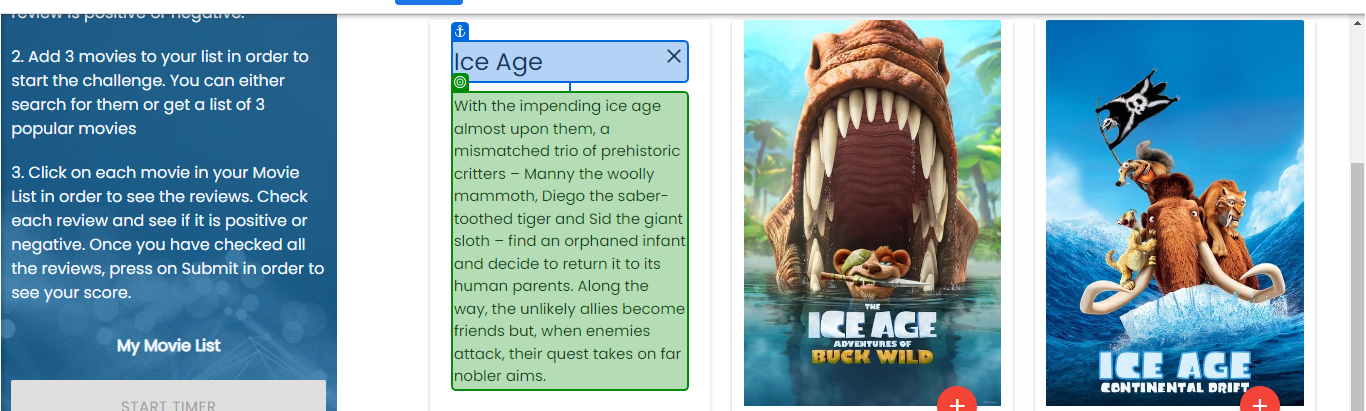 review is positive or negative.
2. Add 3 movies to your list in order to
start the challenge. You can either
search for them or get a list of 3
popular movies
3. Click on each movie in your Movie
List in order to see the reviews. Check
each review and see if it is positive or
negative. Once you have checked all
the reviews, press on Submit in order to
see your score.
My Movie List
START TIMER
Ice Age
With the impending ice age
almost upon them, a
mismatched trio of prehistoric
critters – Manny the woolly
mammoth, Diego the saber-
toothed tiger and Sid the giant
sloth – find an orphaned infant
and decide to return it to its
human parents. Along the
way, the unlikely allies become
friends but, when enemies
attack, their quest takes on far
nobler aims.
THE
ICE AGE
ADVENTURES OF
BUCK WILD
+
ICE AGE
CONTINENTAL DRIFT
+